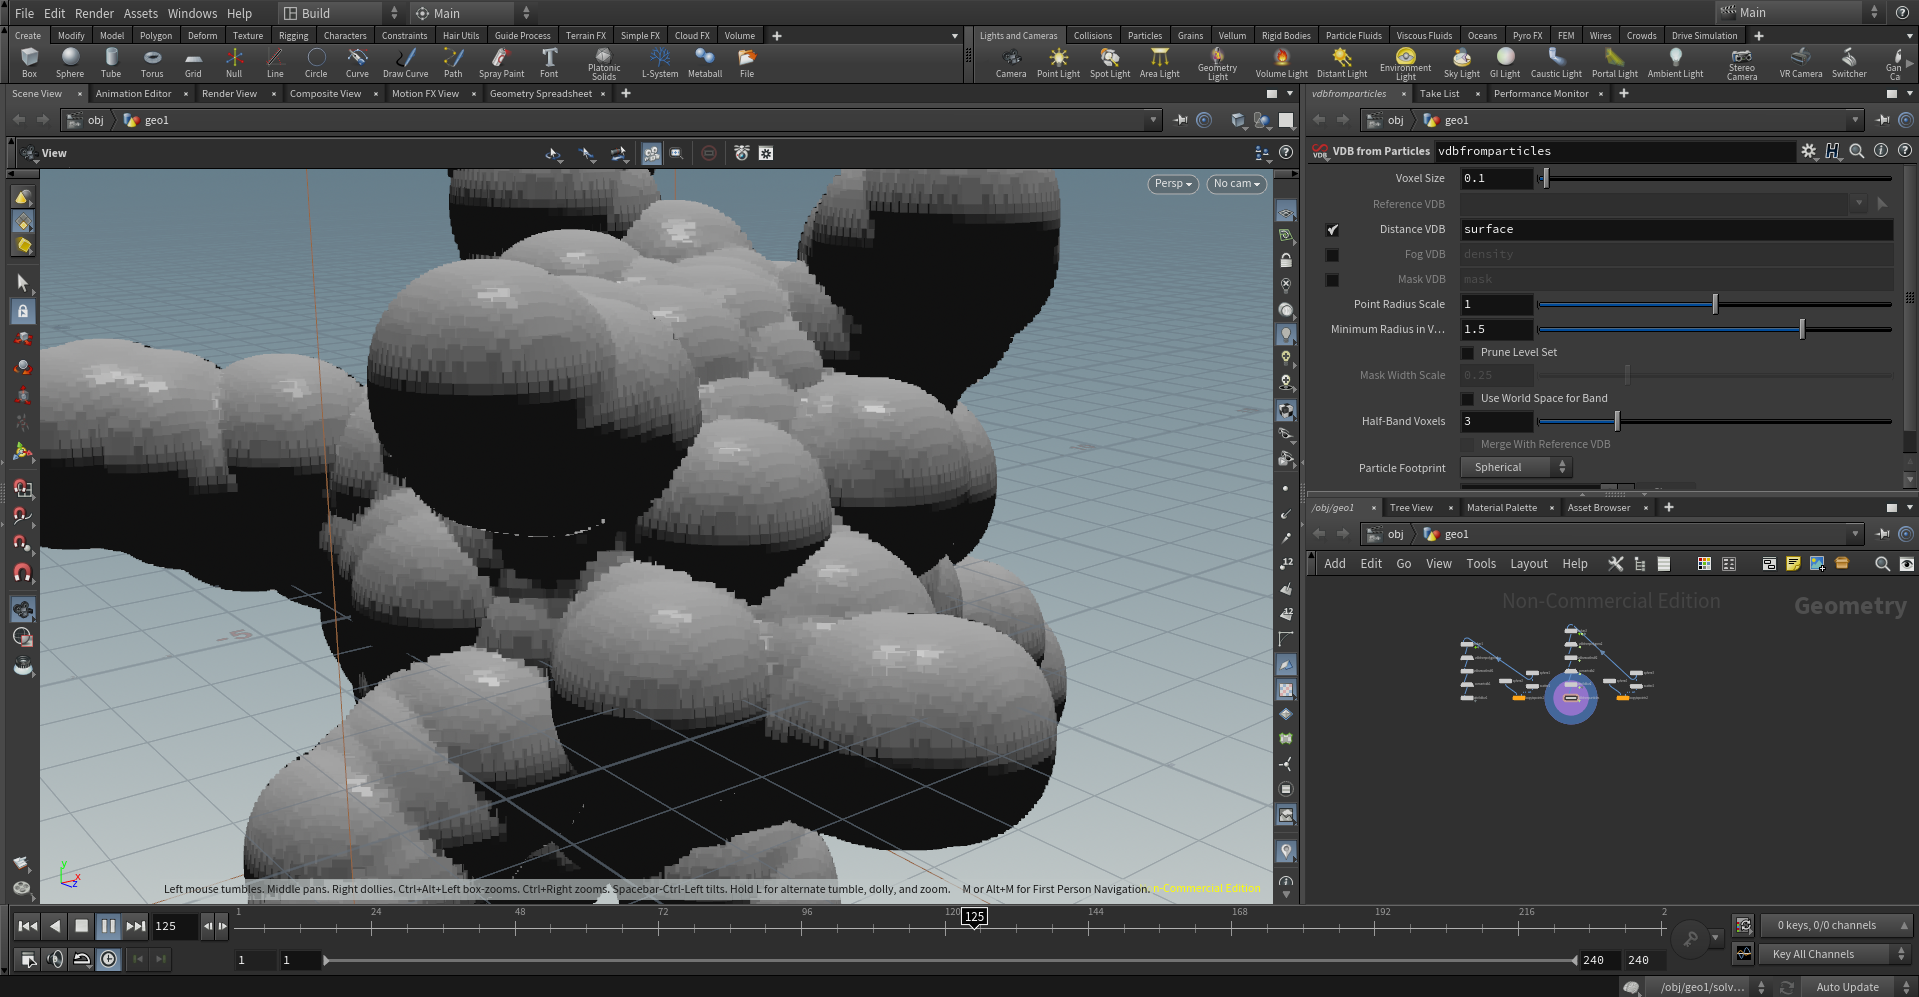 File Edit Render Assets Windows Help Build Main Main
Create Modify Model Polygon Deform Texture Rigging Characters Constraints Hair Utils Guide Process Terrain FX Simple FX Cloud FX Volume
Lights and Cameras Collisions Particles Grains Vellum Rigid Bodies Particle Fluids Viscous Fluids Oceans Pyro FX FEM Wires Crowds Drive Simulation
Box Sphere Tube Torus Grid Null Line Circle Curve Draw Curve Path Spray Paint Font Platonic Solids L-System Metaball File
Camera Point Light Spot Light Area Light Geometry Light Volume Light Distant Light Environment Light Sky Light GI Light Caustic Light Portal Light Ambient Light Stereo Camera VR Camera Switcher Gan Ca
Scene View Animation Editor Render View Composite View Motion FX View Geometry Spreadsheet
vdbfromparticles Take List Performance Monitor
obj geo1
obj geo1
View
Persp No cam
VDB from Particles vdbfromparticles
Voxel Size 0.1
Reference VDB
Distance VDB surface
Fog VDB density
Mask VDB mask
Point Radius Scale 1
Minimum Radius in V... 1.5
Prune Level Set
Mask Width Scale 0.25
Use World Space for Band
Half-Band Voxels 3
Merge With Reference VDB
Particle Footprint Spherical
/obj/geo1 Tree View Material Palette Asset Browser
obj geo1
Add Edit Go View Tools Layout Help
Non-Commercial Edition Geometry
-5
12
12
y x z
Left mouse tumbles. Middle pans. Right dollies. Ctrl+Alt+Left box-zooms. Ctrl+Right zooms. Spacebar-Ctrl-Left tilts. Hold L for alternate tumble, dolly, and zoom. M or Alt+M for First Person Navigation. n-Commercial Edition
125 1 24 48 72 96 120 125 144 168 192 216 2
0 keys, 0/0 channels
1 1 240 240 Key All Channels
/obj/geo1/solv... Auto Update